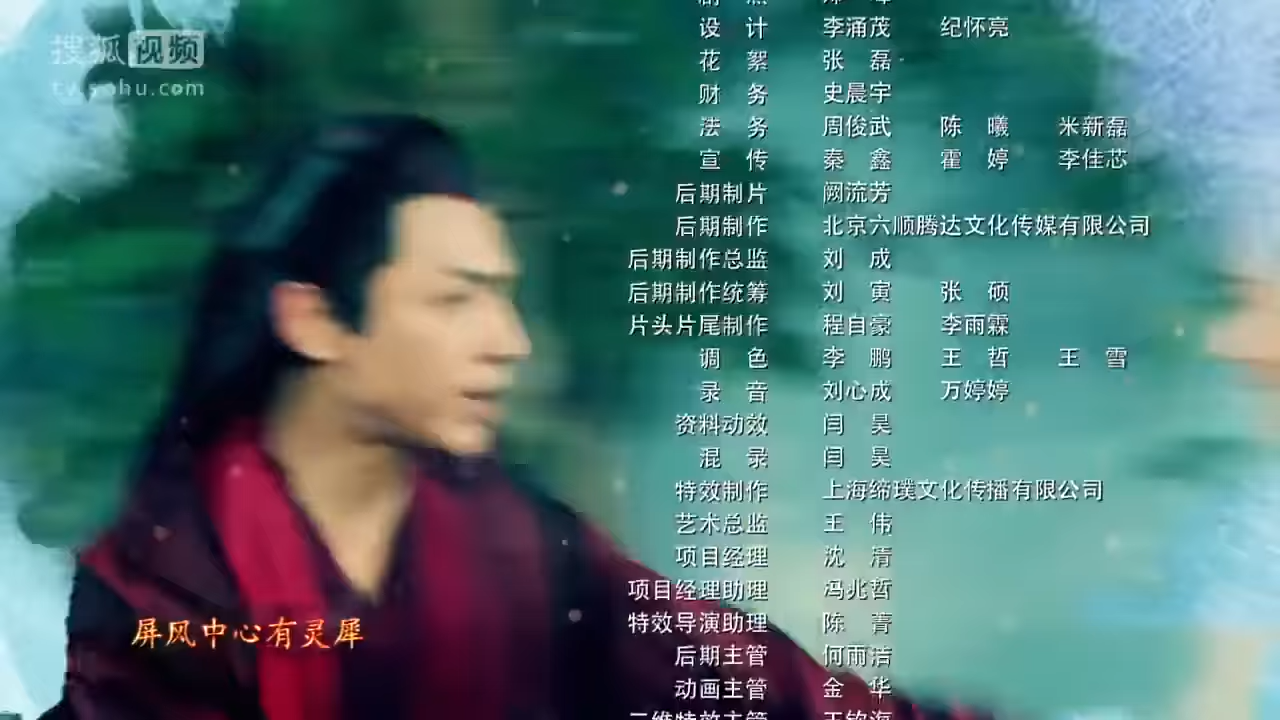 搜狐视频
tv.sohu.com
设 计 李涌茂 纪怀亮
花 絮 张 磊
财 务 史晨宇
法 务 周俊武 陈 曦 米新磊
宣 传 秦 鑫 霍 婷 李佳芯
后期制片 阙流芳
后期制作 北京六顺腾达文化传媒有限公司
后期制作总监 刘 成
后期制作统筹 刘 寅 张 硕
片头片尾制作 程自豪 李雨霖
调 色 李 鹏 王 哲 王 雪
录 音 刘心成 万婷婷
资料动效 闫 昊
混 录 闫 昊
特效制作 上海缔璞文化传播有限公司
艺术总监 王 伟
项目经理 沈 清
项目经理助理 冯兆哲
特效导演助理 陈 菁
后期主管 何雨洁
动画主管 金 华
屏风中心有灵犀